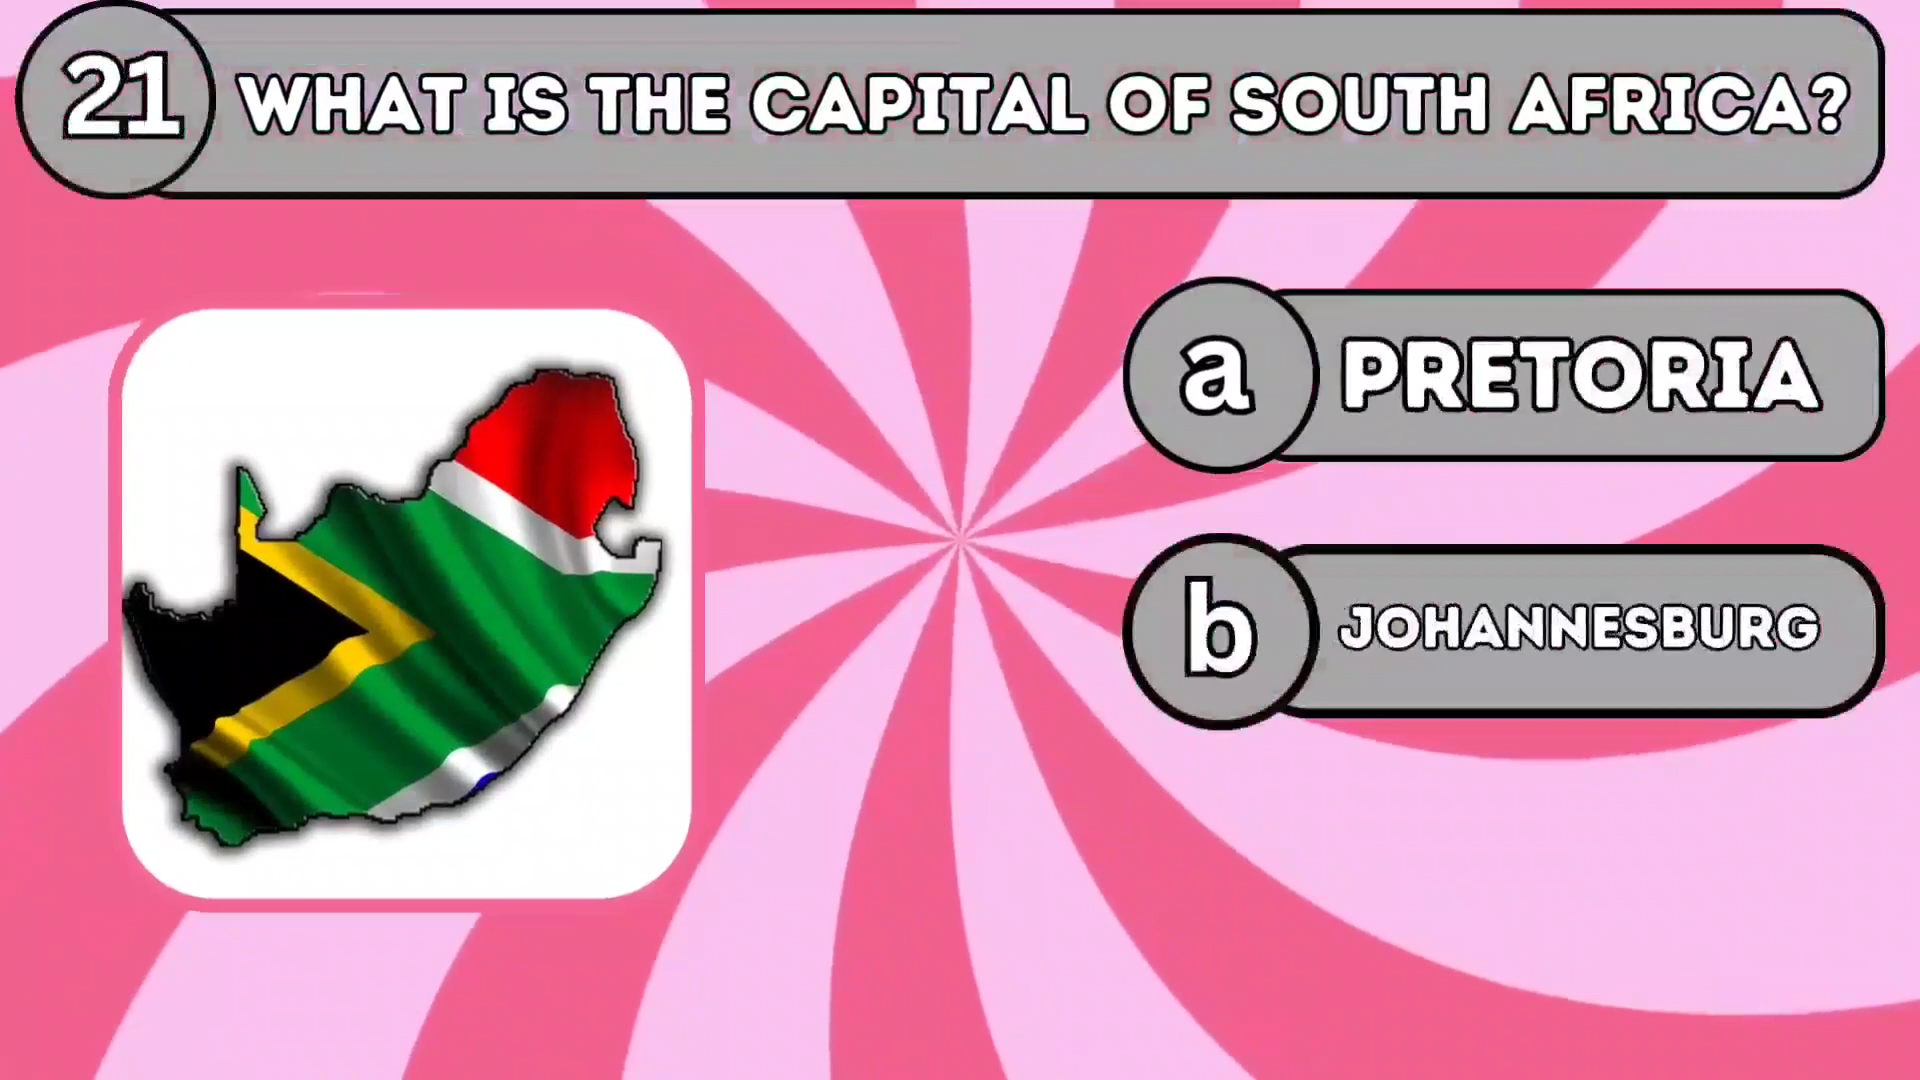 21 WHAT IS THE CAPITAL OF SOUTH AFRICA?
a PRETORIA
b JOHANNESBURG